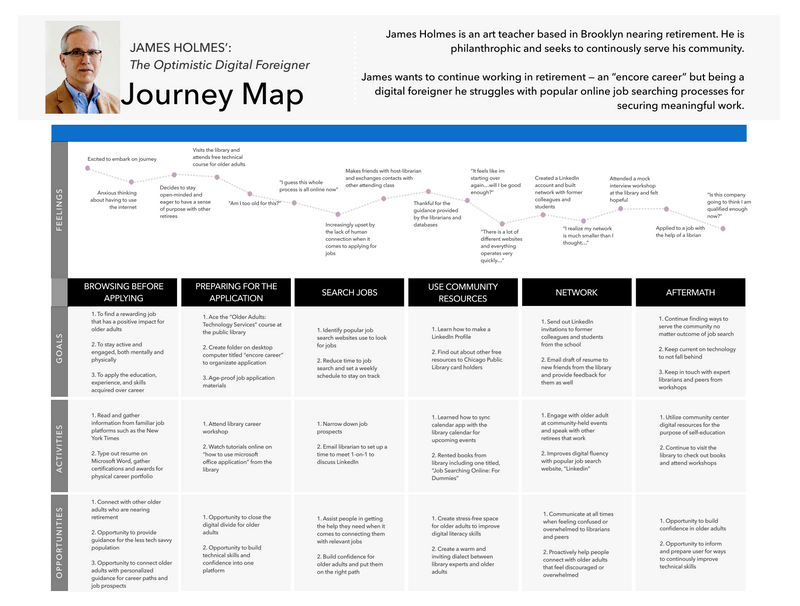 JAMES HOLMES’:
The Optimistic Digital Foreigner
Journey Map
James Holmes is an art teacher based in Brooklyn nearing retirement. He is
philanthropic and seeks to continously serve his community.
James wants to continue working in retirement – an “encore career” but being a
digital foreigner he struggles with popular online job searching processes for
securing meaningful work.
FEELINGS
Excited to embark on journey
Anxious thinking
about having to use
the internet
Decides to stay
open-minded and
eager to have a sense
of purpose with other
retirees
Visits the library and
attends free technical
course for older adults
“Am I too old for this?”
“I guess this whole
process is all online now”
Increasingly upset by
the lack of human
connection when it
comes to applying for
jobs
Makes friends with host-librarian
and exchanges contacts with
other attending class
Thankful for the
guidance provided
by the librarians and
databases
“It feels like im
starting over
again...will i be good
enough?”
“There is a lot of
different websites
and everything
operates very
quickly...”
Created a LinkedIn
account and built
network with former
colleagues and
students
“I realize my network
is much smaller than I
thought...”
Attended a mock
interview workshop
at the library and felt
hopeful
Applied to a job with
the help of a librian
“Is this company
going to think I am
qualified enough
now?”
BROWSING BEFORE
APPLYING
PREPARING FOR THE
APPLICATION
SEARCH JOBS
USE COMMUNITY
RESOURCES
NETWORK
AFTERMATH
GOALS
1. To find a rewarding job
that has a positive impact for
older adults
2. To stay active and
engaged, both mentally and
physically
3. To apply the education,
experience, and skills
acquired over career
1. Ace the “Older Adults:
Technology Services” course at
the public library
2. Create folder on desktop
computer titled “encore career”
to organizate application
3. Age-proof job application
materials
1. Identify popular job
search websites use to look
for jobs
2. Reduce time to job
search and set a weekly
schedule to stay on track
1. Learn how to make a
LinkedIn Profile
2. Find out about other free
resources to Chicago Public
Library card holders
1. Send out LinkedIn
invitations to former
colleagues and students
from the school
2. Email draft of resume to
new friends from the library
and provide feedback for
them as well
1. Continue finding ways to
serve the community no
matter outcome of job search
2. Keep current on technology
to not fall behind
3. Keep in touch with expert
librarians and peers from
workshops
ACTIVITIES
1. Read and gather
information from familiar job
platforms such as the New
York Times
2. Type out resume on
Microsoft Word, gather
certifications and awards for
physical career portfolio
1. Attend library career
workshop
2. Watch tutorials online on
“how to use microsoft
office application” from the
library
1. Narrow down job
prospects
2. Email librarian to set up a
time to meet 1-on-1 to
discuss LinkedIn
1. Learned how to sync
calendar app with the
library calendar for
upcoming events
2. Rented books from
library including one titled,
“Job Searching Online: For
Dummies”
1. Engage with older adult
at community-held events
and speak with other
retirees that work
2. Improves digital fluency
with popular job search
website, “Linkedin”
1. Utilize community center
digital resources for the
purpose of self-education
2. Continue to visit the
library to check out books
and attend workshops
OPPORTUNITIES
1. Connect with other older
adults who are nearing
retirement
2. Opportunity to provide
guidance for the less tech savvy
population
3. Opportunity to connect older
adults with personalized
guidance for career paths and
job prospects
1. Opportunity to close the
digital divide for older
adults
2. Opportunity to build
technical skills and
confidence into one
platform
1. Assist people in getting
the help they need when it
comes to connecting them
with relevant jobs
2. Build confidence for
older adults and put them
on the right path
1. Create stress-free space
for older adults to improve
digital literacy skills
2. Create a warm and
inviting dialect between
library experts and older
adults
1. Communicate at all times
when feeling confused or
overwhelmed to librarians
and peers
2. Proactively help people
connect with older adults
that feel discouraged or
overwhelmed
1. Opportunity to build
confidence in older adults
2. Opportunity to inform
and prepare user for ways
to continously improve
technical skills